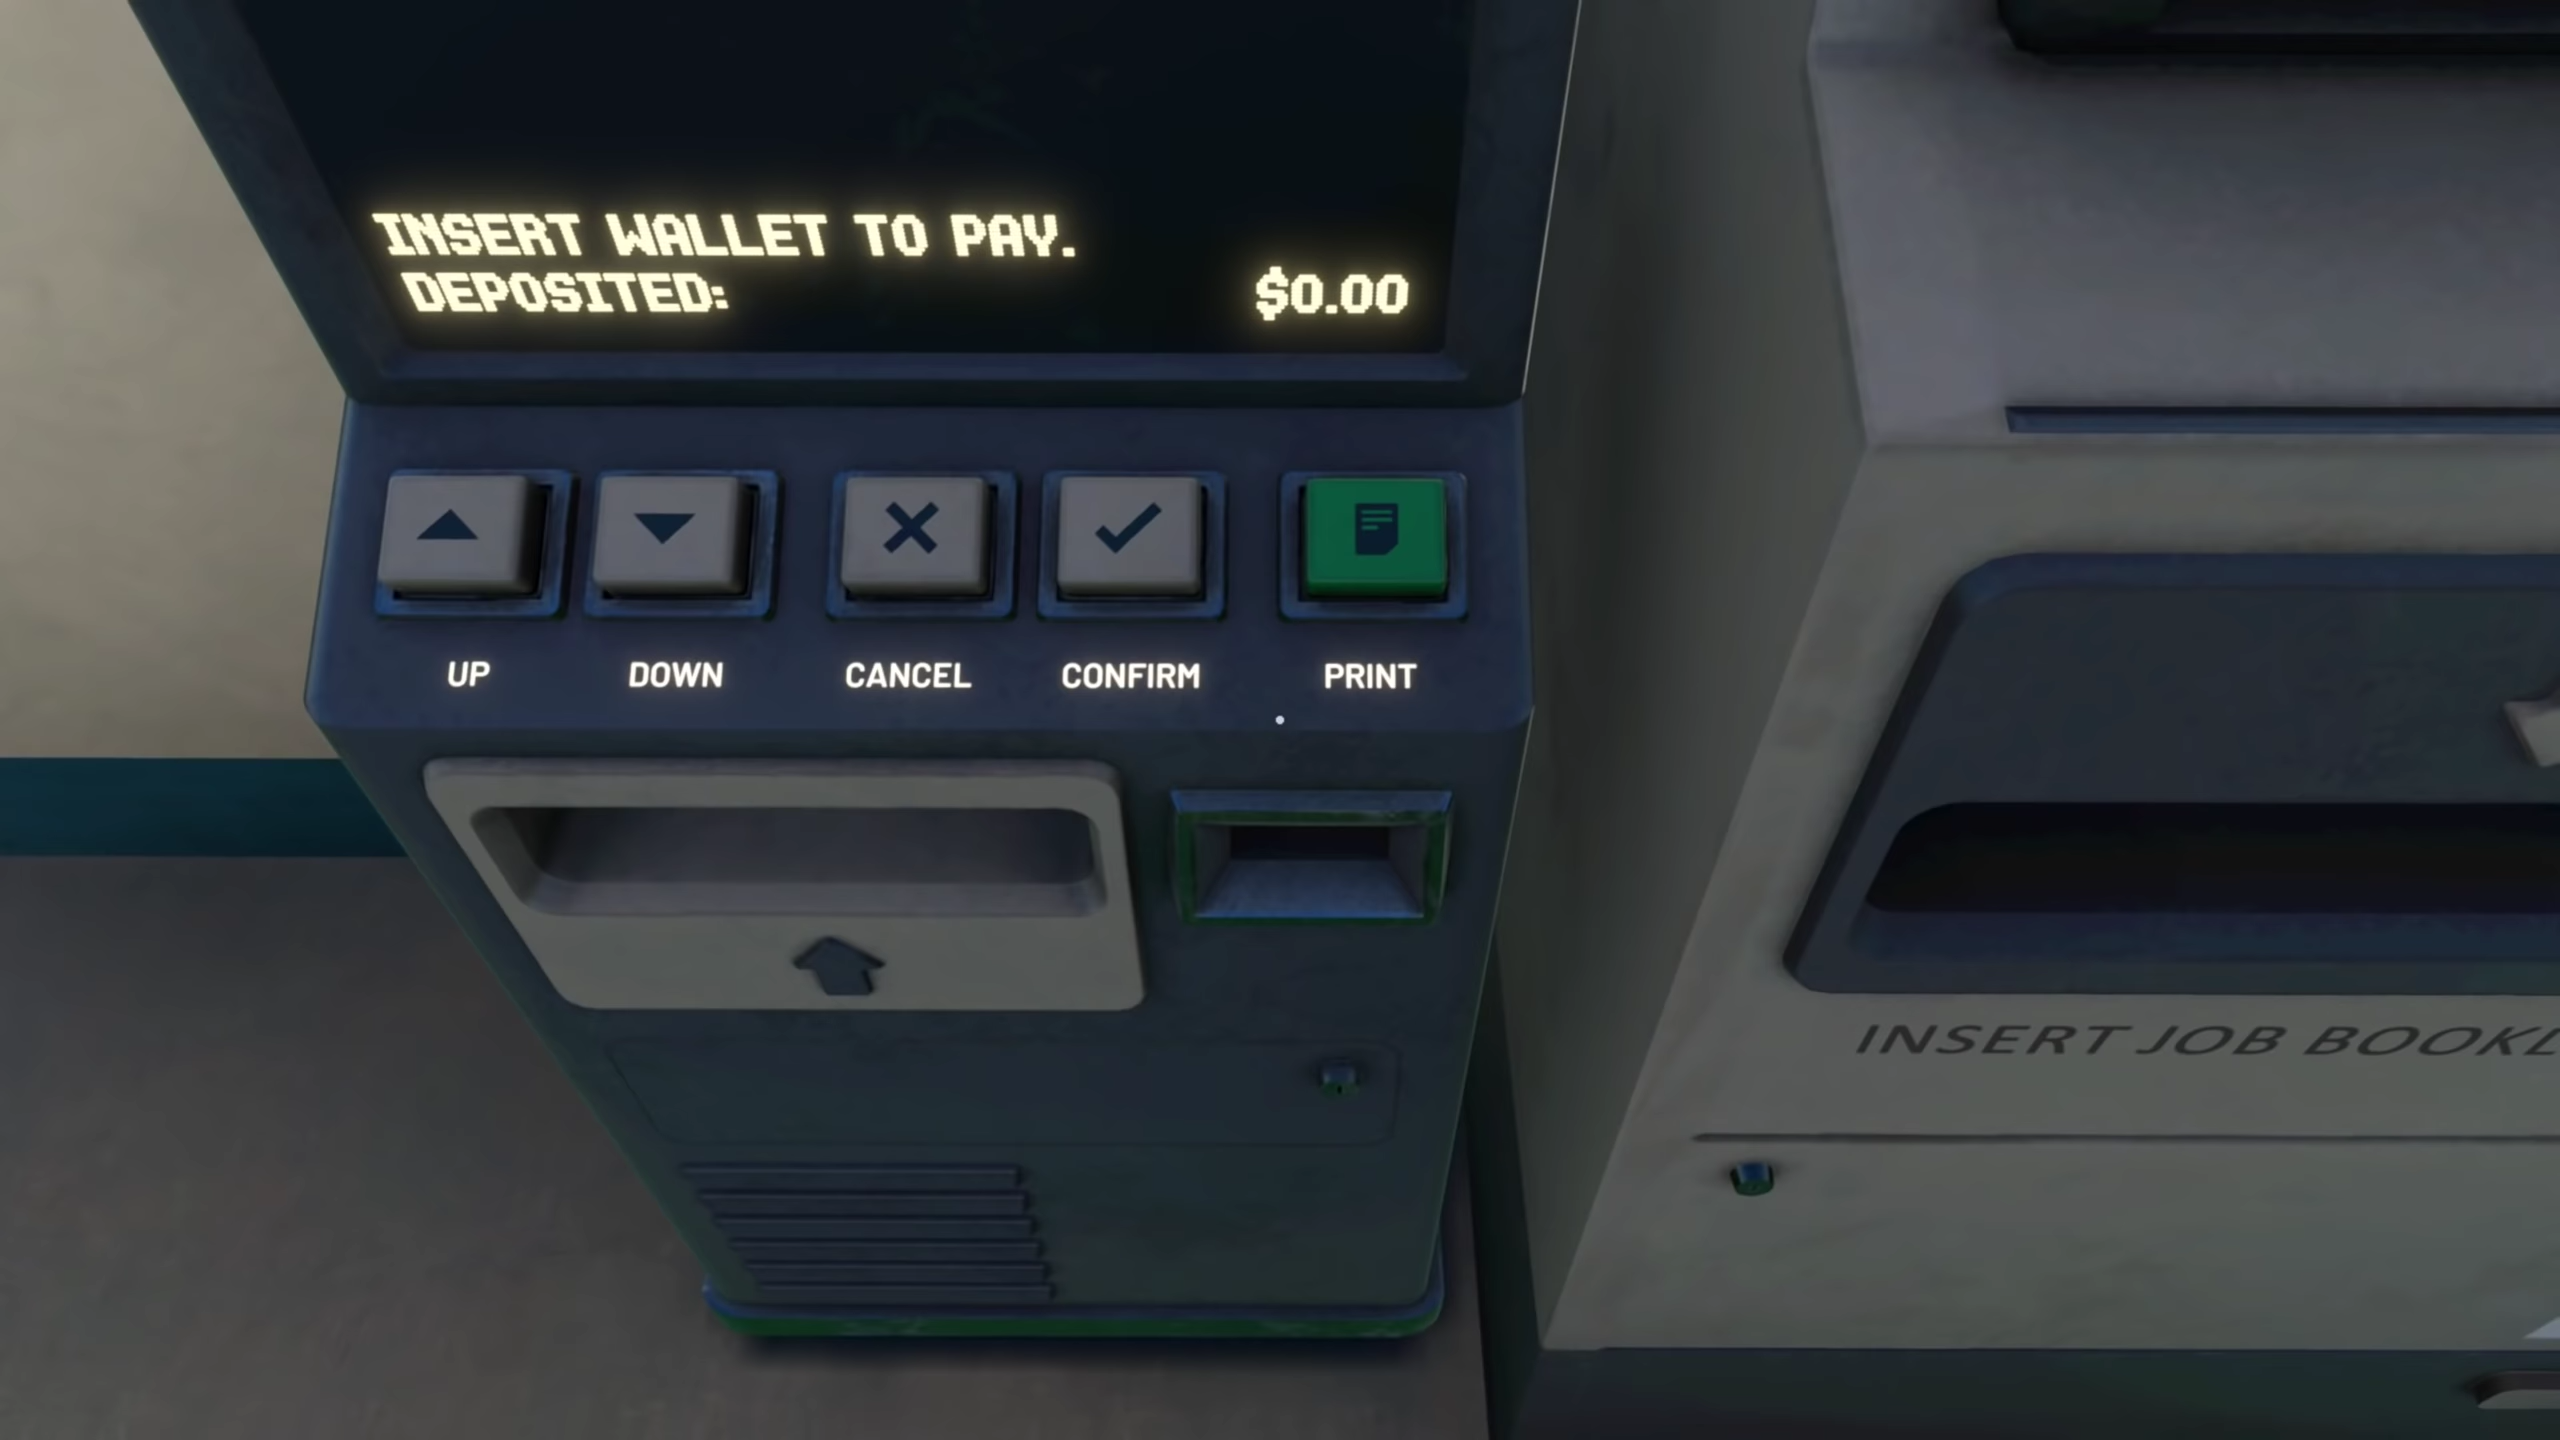 INSERT WALLET TO PAY.
DEPOSITED: $0.00
UP DOWN CANCEL CONFIRM PRINT
INSERT JOB